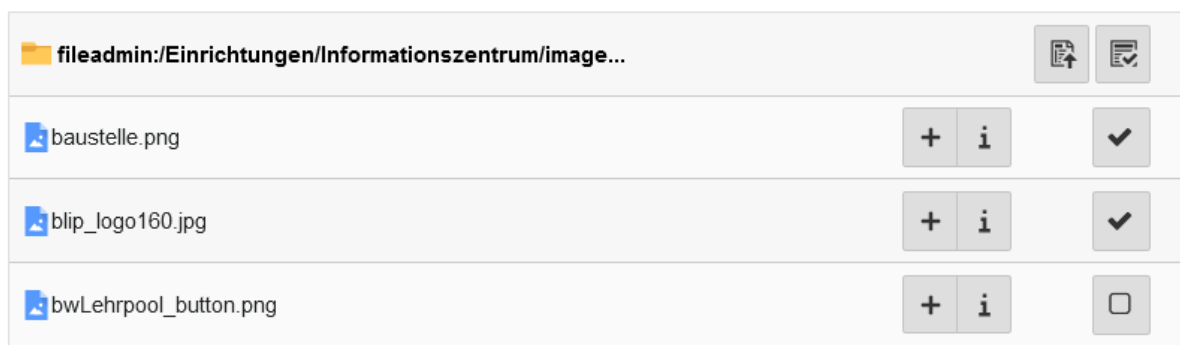 fileadmin:/Einrichtungen/Informationszentrum/image...
baustelle.png
blip_logo160.jpg
bwLehrpool_button.png